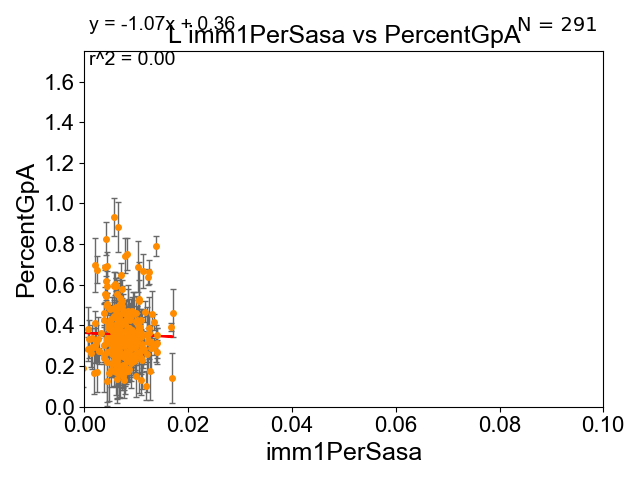 y = -1.07x + 0.36
L imm1PerSasa vs PercentGpA
N = 291
r^2 = 0.00
PercentGpA
1.6
1.4
1.2
1.0
0.8
0.6
0.4
0.2
0.0
0.00 0.02 0.04 0.06 0.08 0.10
imm1PerSasa